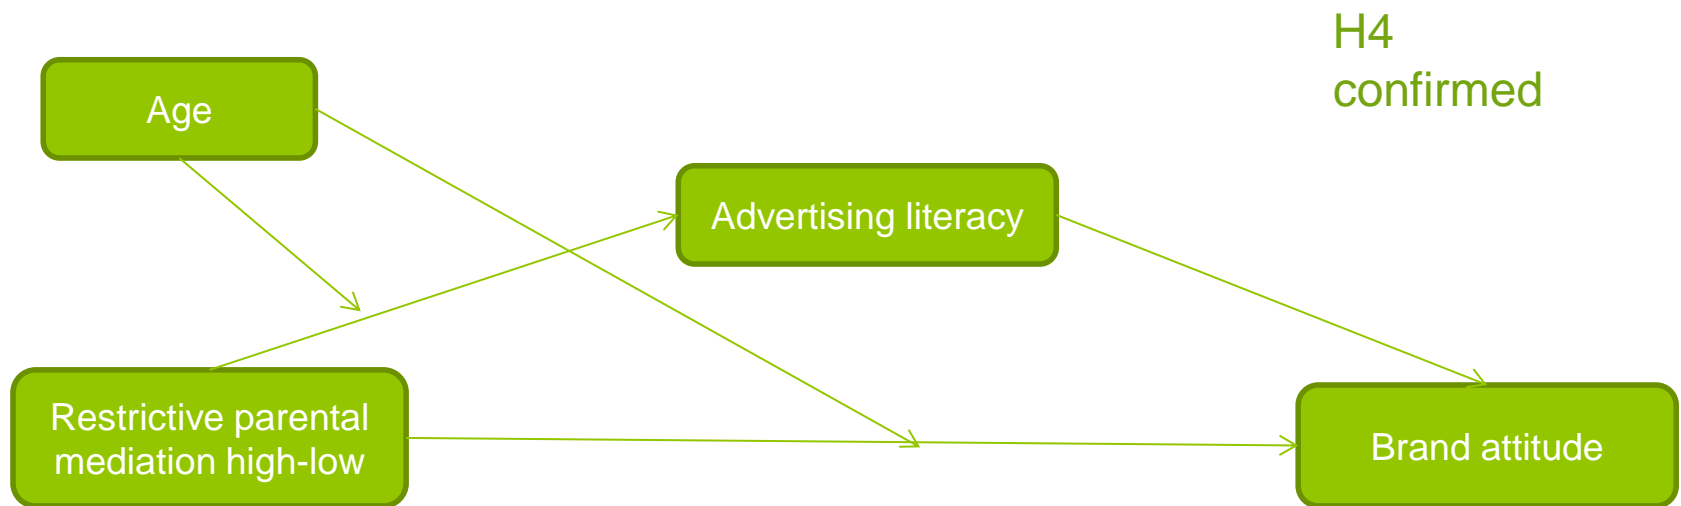 H4
confirmed
Age
Advertising literacy
Restrictive parental
mediation high-low
Brand attitude